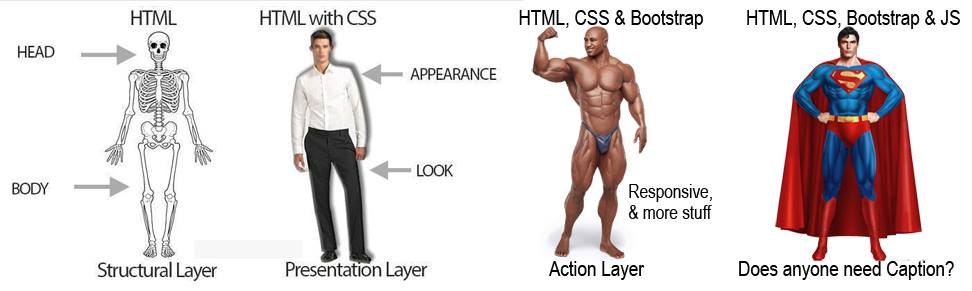 HTML
HEAD
BODY
Structural Layer
HTML with CSS
APPEARANCE
LOOK
Presentation Layer
HTML, CSS & Bootstrap
Responsive,
& more stuff
Action Layer
HTML, CSS, Bootstrap & JS
S
Does anyone need Caption?